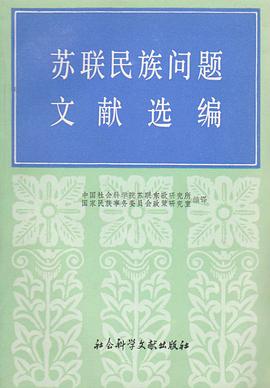 苏联民族问题
文献选编
中国社会科学院苏联东欧研究所
国家民族事务委员会政策研究室 编译
社会科学文献出版社